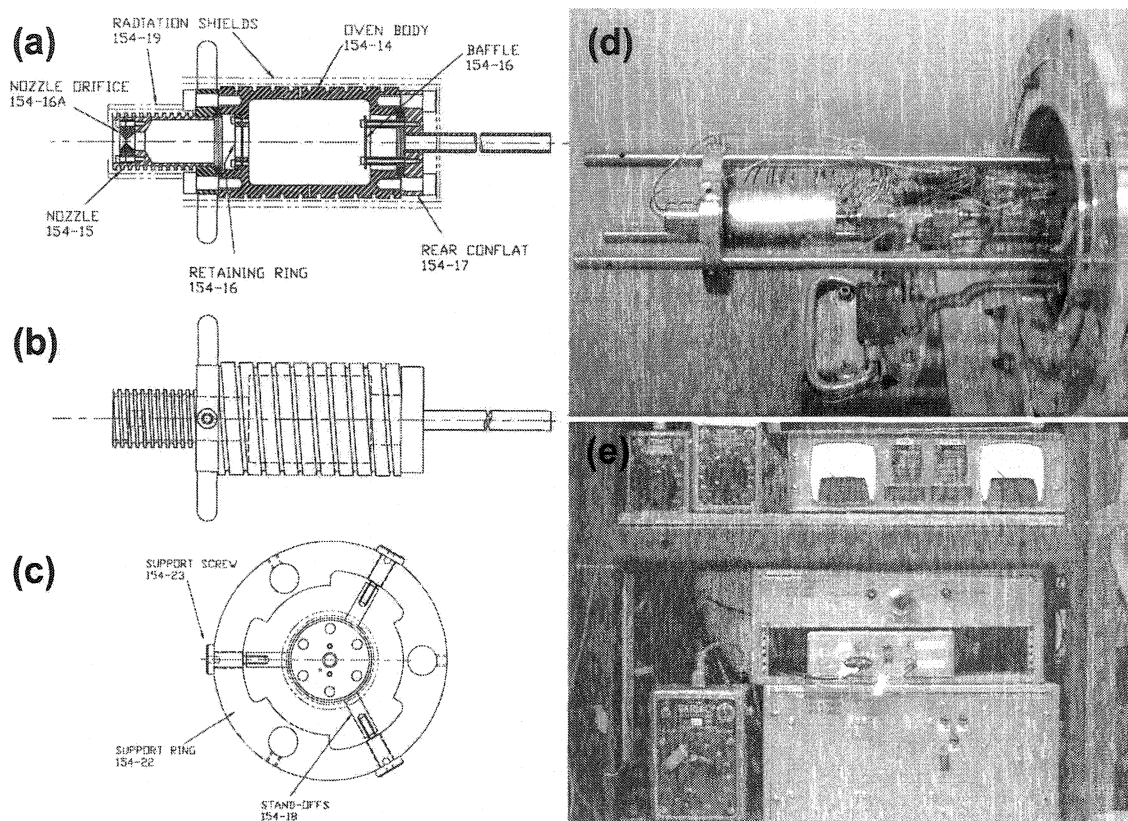 (a)
RADIATION SHIELDS
154-19
OVEN BODY
154-14
BAFFLE
154-16
NOZZLE ORIFICE
154-16A
NOZZLE
154-15
RETAINING RING
154-16
REAR CONFLAT
154-17
(b)
(c)
SUPPORT SCREW
154-23
SUPPORT RING
154-22
STAND-OFFS
154-18
(d)
(e)